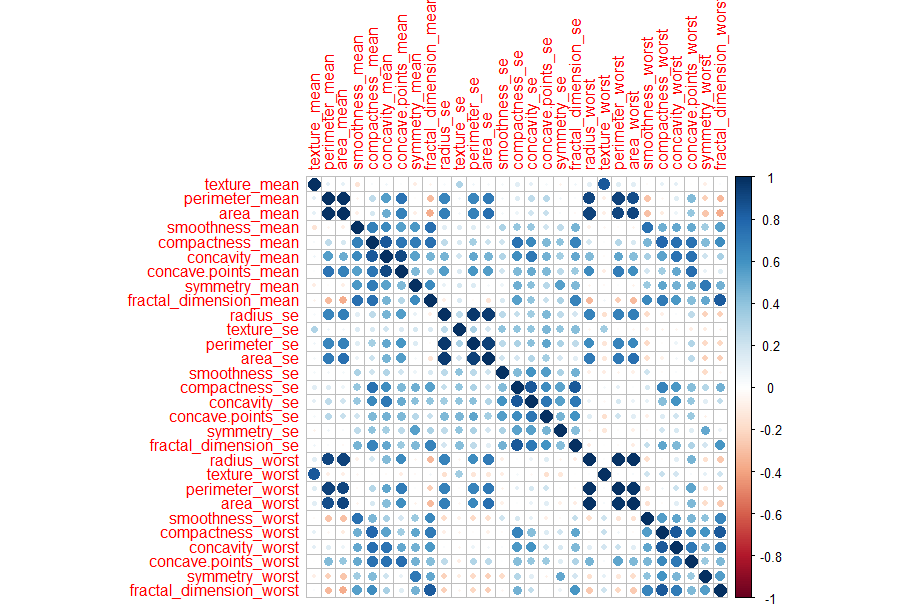 texture_mean
perimeter_mean
area_mean
smoothness_mean
compactness_mean
concavity_mean
concave.points_mean
symmetry_mean
fractal_dimension_mean
radius_se
texture_se
perimeter_se
area_se
smoothness_se
compactness_se
concavity_se
concave.points_se
symmetry_se
fractal_dimension_se
radius_worst
texture_worst
perimeter_worst
area_worst
smoothness_worst
compactness_worst
concavity_worst
concave.points_worst
symmetry_worst
fractal_dimension_worst
texture_mean
perimeter_mean
area_mean
smoothness_mean
compactness_mean
concavity_mean
concave.points_mean
symmetry_mean
fractal_dimension_mean
radius_se
texture_se
perimeter_se
area_se
smoothness_se
compactness_se
concavity_se
concave.points_se
symmetry_se
fractal_dimension_se
radius_worst
texture_worst
perimeter_worst
area_worst
smoothness_worst
compactness_worst
concavity_worst
concave.points_worst
symmetry_worst
fractal_dimension_worst
1
0.8
0.6
0.4
0.2
0
-0.2
-0.4
-0.6
-0.8
-1